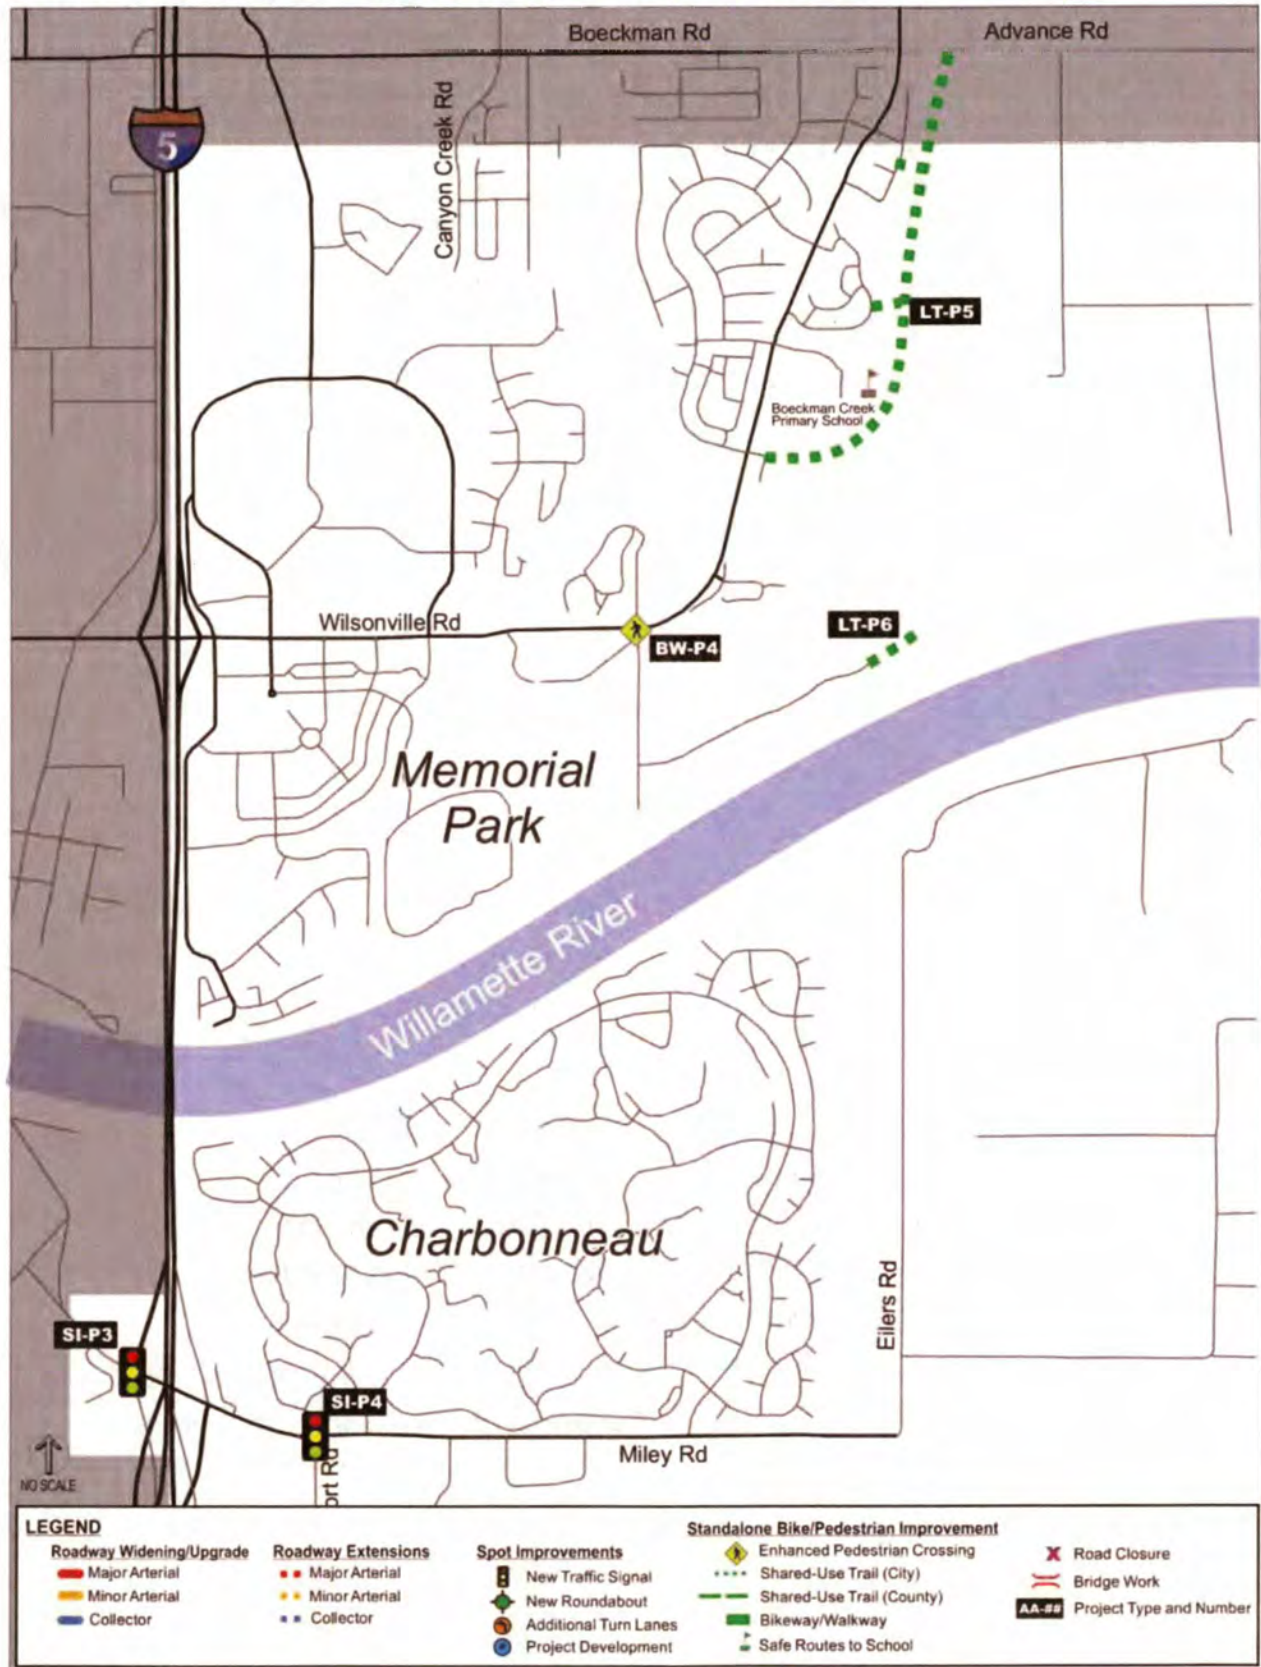 Boeckman Rd
Advance Rd
5
Canyon Creek Rd
LT-P5
Boeckman Creek
Primary School
Wilsonville Rd
LT-P6
BW-P4
Memorial
Park
Willamette River
Charbonneau
Eilers Rd
SI-P3
SI-P4
Miley Rd
ort Rd
NO SCALE
LEGEND
Roadway Widening/Upgrade
Major Arterial
Minor Arterial
Collector
Roadway Extensions
Major Arterial
Minor Arterial
Collector
Spot Improvements
New Traffic Signal
New Roundabout
Additional Turn Lanes
Project Development
Standalone Bike/Pedestrian Improvement
Enhanced Pedestrian Crossing
Shared-Use Trail (City)
Shared-Use Trail (County)
Bikeway/Walkway
Safe Routes to School
Road Closure
Bridge Work
AA-## Project Type and Number